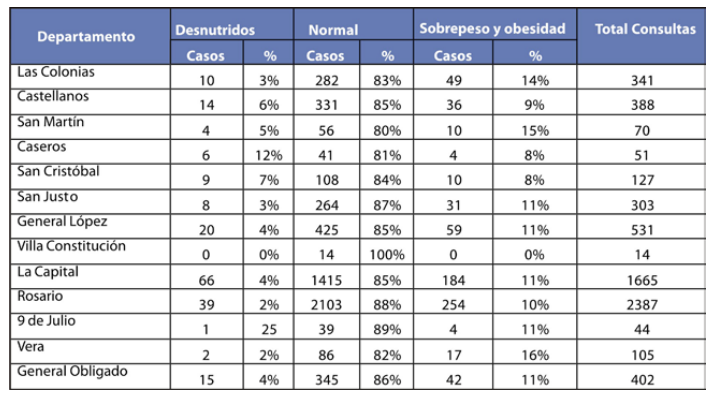 Departamento Desnutridos Normal Sobrepeso y obesidad Total Consultas
Casos % Casos % Casos %
Las Colonias 10 3% 282 83% 49 14% 341
Castellanos 14 6% 331 85% 36 9% 388
San Martín 4 5% 56 80% 10 15% 70
Caseros 6 12% 41 81% 4 8% 51
San Cristóbal 9 7% 108 84% 10 8% 127
San Justo 8 3% 264 87% 31 11% 303
General López 20 4% 425 85% 59 11% 531
Villa Constitución 0 0% 14 100% 0 0% 14
La Capital 66 4% 1415 85% 184 11% 1665
Rosario 39 2% 2103 88% 254 10% 2387
9 de Julio 1 25 39 89% 4 11% 44
Vera 2 2% 86 82% 17 16% 105
General Obligado 15 4% 345 86% 42 11% 402